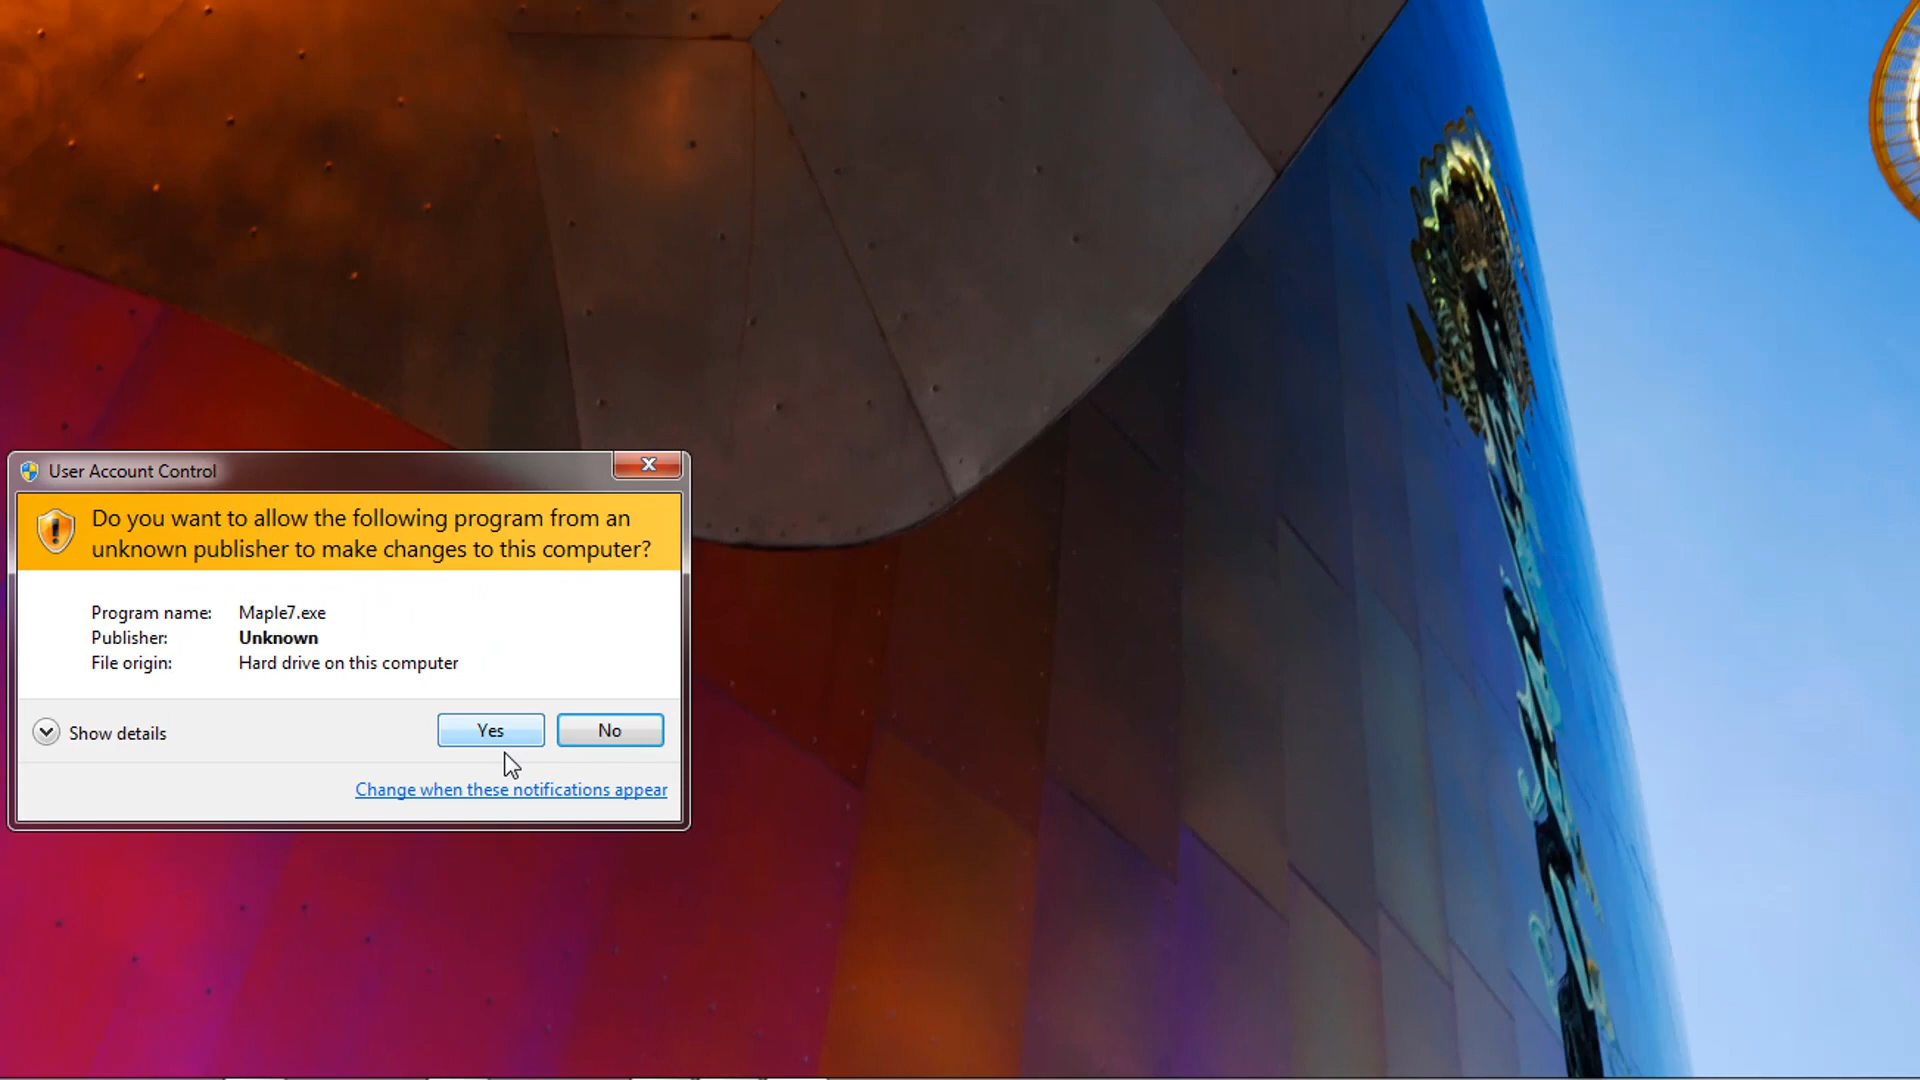 User Account Control
Do you want to allow the following program from an
unknown publisher to make changes to this computer?
Program name: Maple7.exe
Publisher: Unknown
File origin: Hard drive on this computer
Show details
Yes
No
Change when these notifications appear